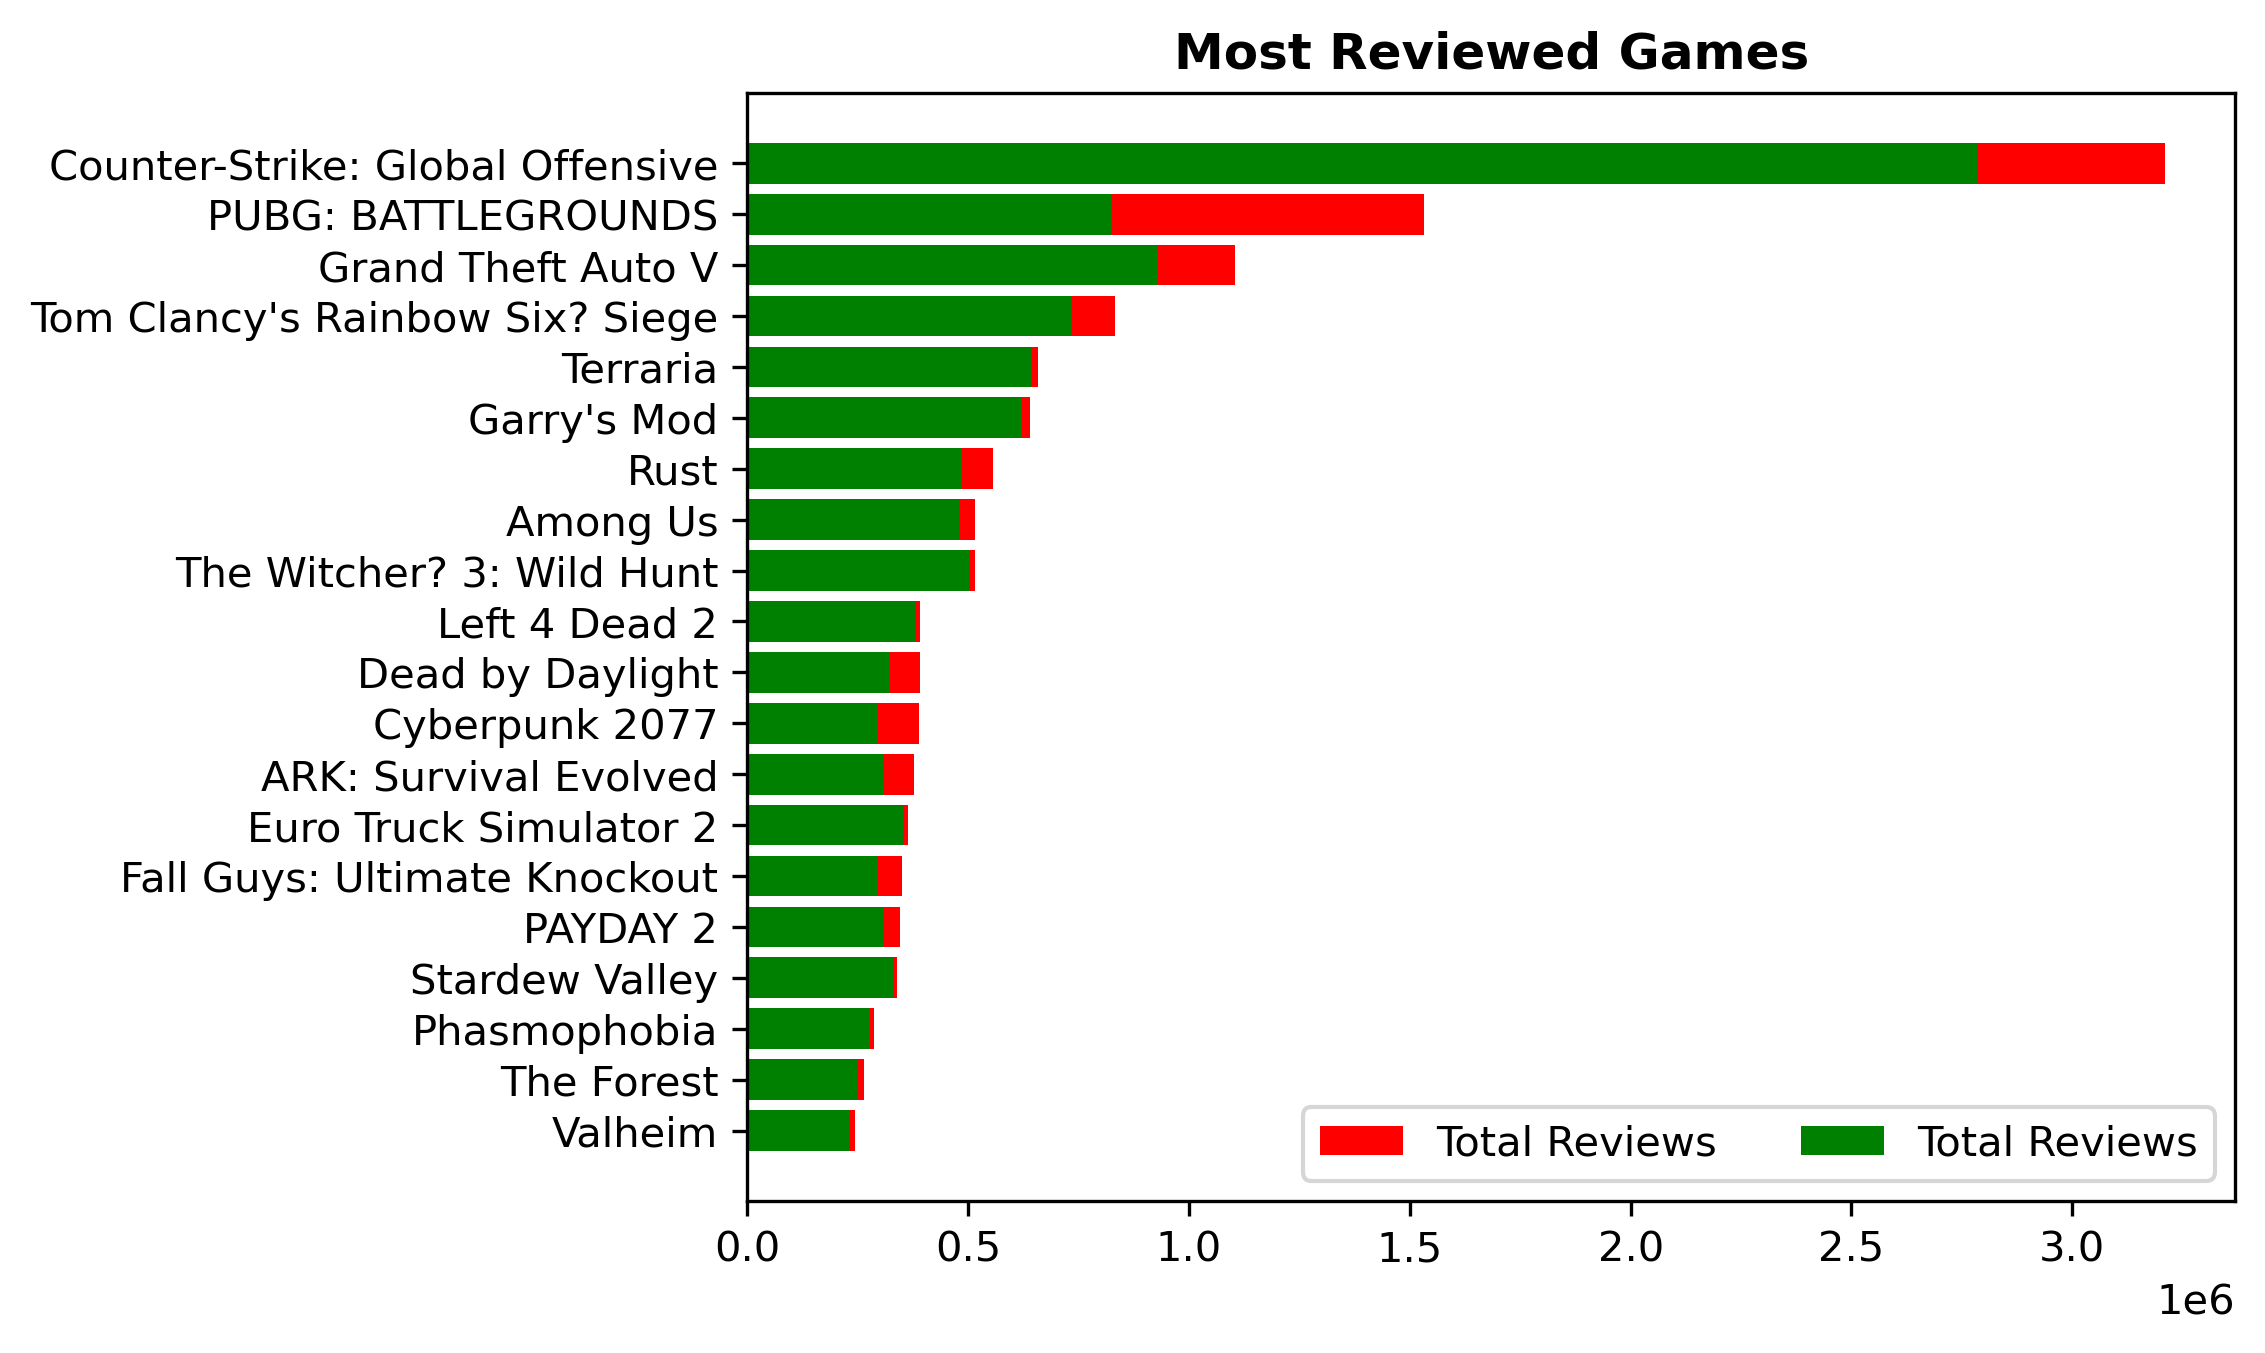 Most Reviewed Games
Counter-Strike: Global Offensive
PUBG: BATTLEGROUNDS
Grand Theft Auto V
Tom Clancy's Rainbow Six? Siege
Terraria
Garry's Mod
Rust
Among Us
The Witcher? 3: Wild Hunt
Left 4 Dead 2
Dead by Daylight
Cyberpunk 2077
ARK: Survival Evolved
Euro Truck Simulator 2
Fall Guys: Ultimate Knockout
PAYDAY 2
Stardew Valley
Phasmophobia
The Forest
Valheim
Total Reviews Total Reviews
0.0 0.5 1.0 1.5 2.0 2.5 3.0
1e6